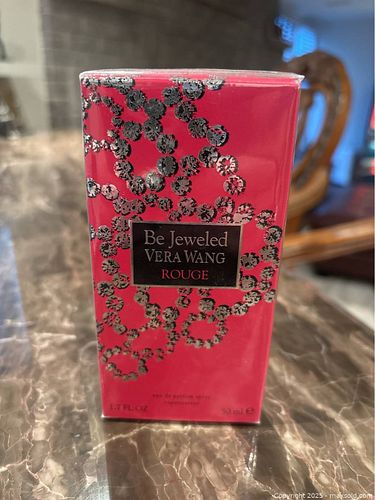 Be Jeweled
VERA WANG
ROUGE
eau de parfum spray
vaporisateur
1.7 FL OZ 50 ml ℮
Copyright 2025 - maxsold.com